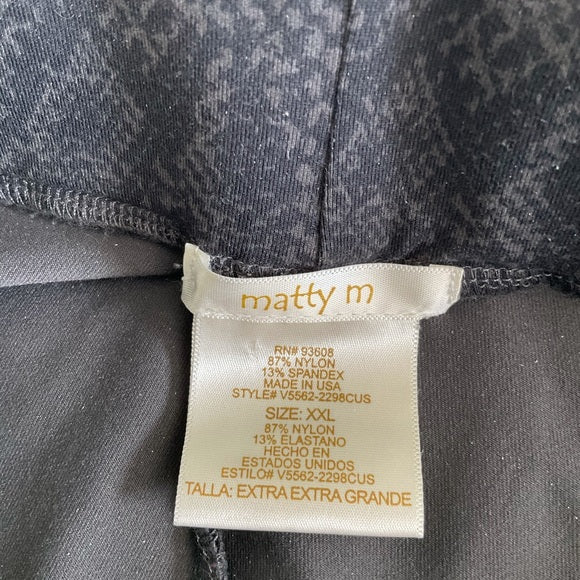 matty m
RN# 93608
87% NYLON
13% SPANDEX
MADE IN USA
STYLE# V5562-2298CUS
SIZE: XXL
87% NYLON
13% ELASTANO
HECHO EN
ESTADOS UNIDOS
ESTILO# V5562-2298CUS
TALLA: EXTRA EXTRA GRANDE